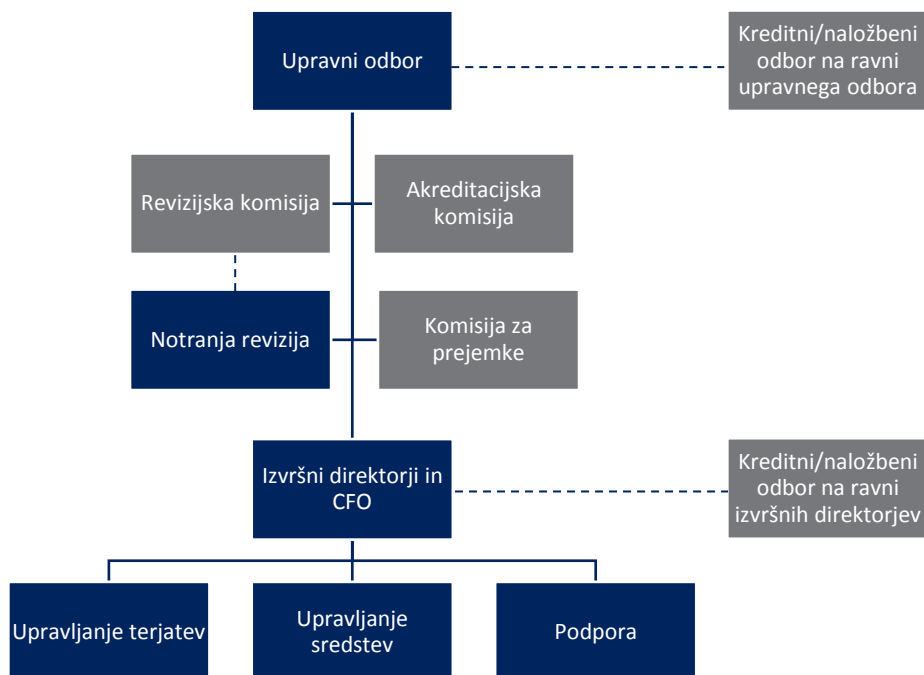 Upravni odbor
Kreditni/naložbeni
odbor na ravni
upravnega odbora
Revizijska komisija
Akreditacijska
komisija
Notranja revizija
Komisija za
prejemke
Izvršni direktorji in
CFO
Kreditni/naložbeni
odbor na ravni
izvršnih direktorjev
Upravljanje terjatev
Upravljanje
sredstev
Podpora